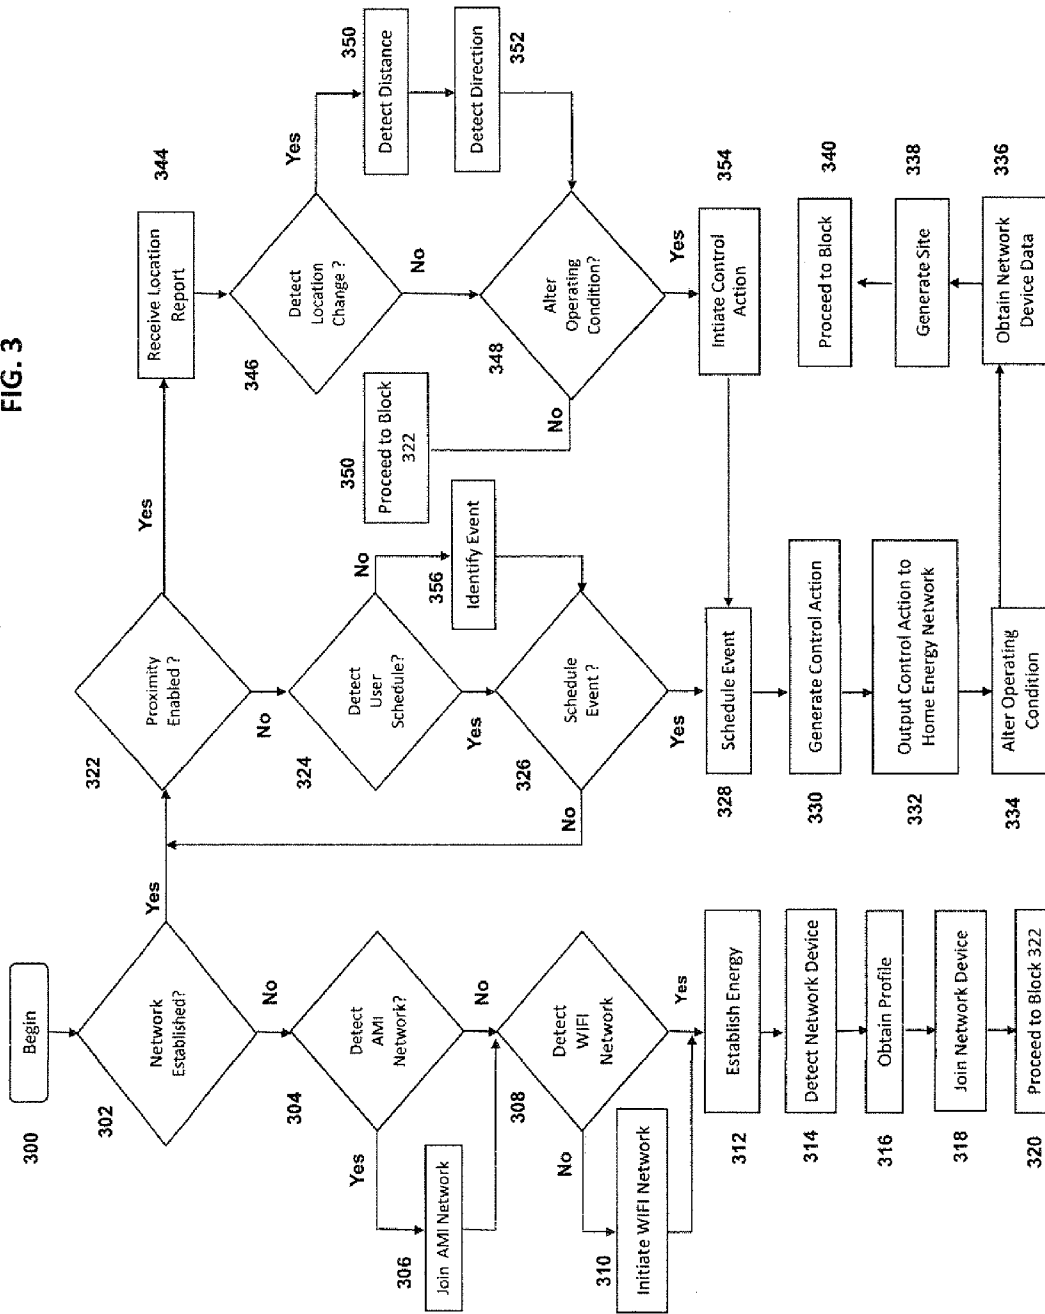 FIG. 3
300
Begin
302
Network
Established?
Yes
No
304
Detect
AMI
Network?
Yes
No
306
Join AMI Network
308
Detect
WIFI
Network
No
Yes
310
Initiate WIFI Network
312
Establish Energy
314
Detect Network Device
316
Obtain Profile
318
Join Network Device
320
Proceed to Block 322
322
Proximity
Enabled ?
Yes
No
324
Detect
User
Schedule?
No
Yes
356
Identify Event
326
Schedule
Event ?
No
Yes
328
Schedule Event
330
Generate Control Action
332
Output Control Action to
Home Energy Network
334
Alter Operating
Condition
344
Receive Location
Report
346
Detect
Location
Change ?
Yes
No
350
Detect Distance
352
Detect Direction
348
Alter
Operating
Condition?
No
Yes
350
Proceed to Block
322
354
Intiate Control
Action
340
Proceed to Block
338
Generate Site
336
Obtain Network
Device Data